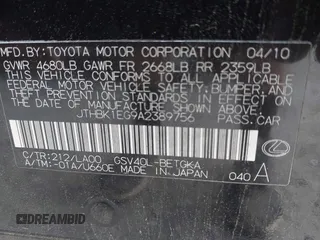 MFD. BY: TOYOTA MOTOR CORPORATION 04/10
GVWR 4680LB GAWR FR 2668LB RR 2359LB
THIS VEHICLE CONFORMS TO ALL APPLICABLE
FEDERAL MOTOR VEHICLE SAFETY, BUMPER, AND
THEFT PREVENTION STANDARDS IN EFFECT ON
THE DATE OF MANUFACTURE SHOWN ABOVE.
JTHBK1EG9A2389756 PASS.CAR
C/TR:212/LA00 GSV40L-BETGKA
A/TM:-01A/U660E MADE IN JAPAN 040 A
DREAMBID